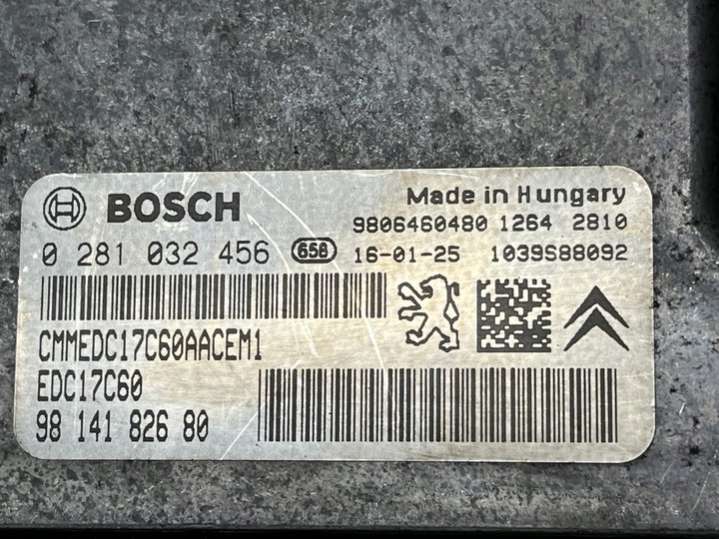 BOSCH Made in Hungary
9806460480 1264 2810
0 281 032 456 658 16-01-25 1039S88092
CMMEDC17C60AACEM1
EDC17C60
98 141 826 80